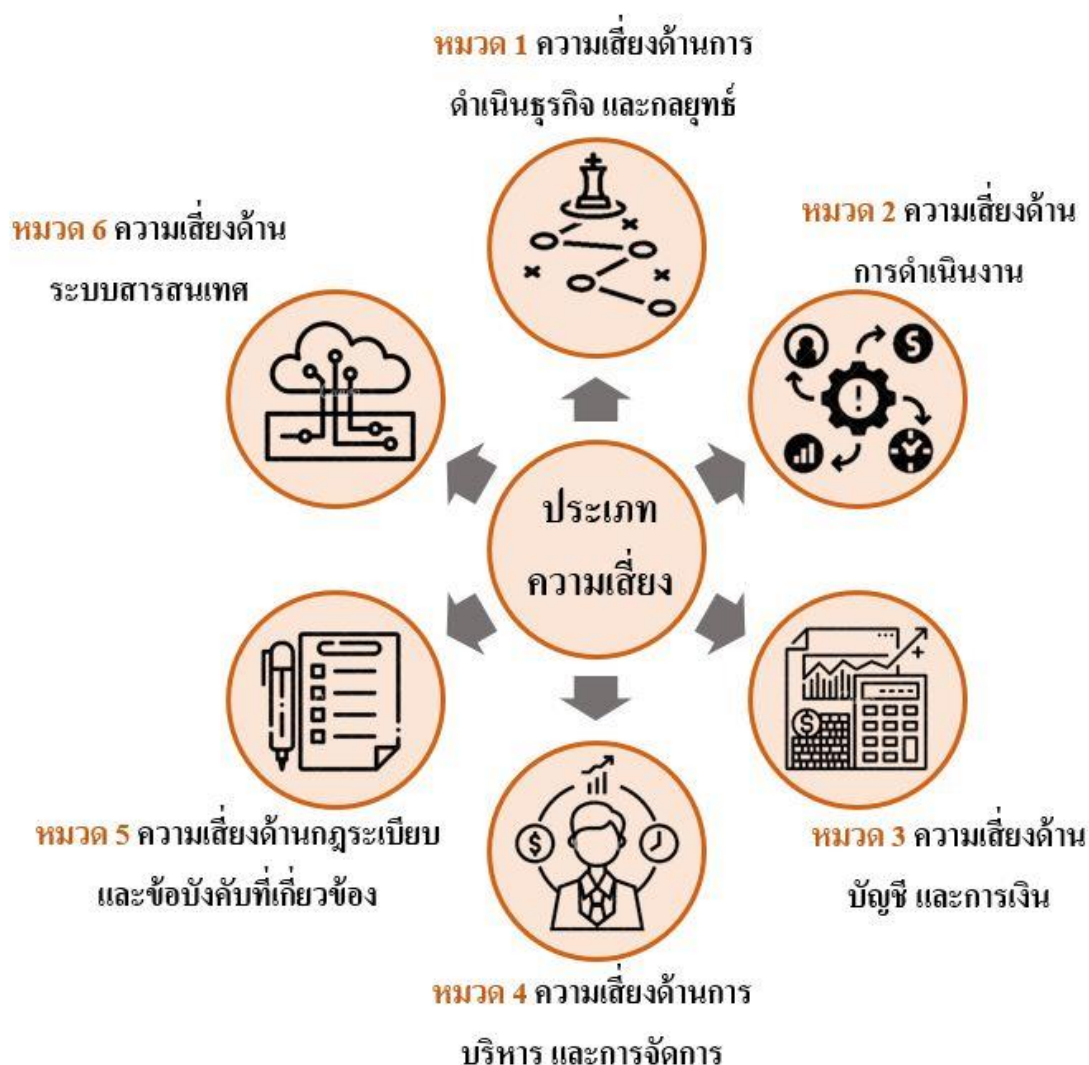 หมวด 1 ความเสี่ยงด้านการ
ดำเนินธุรกิจ และกลยุทธ์
หมวด 2 ความเสี่ยงด้าน
การดำเนินงาน
หมวด 6 ความเสี่ยงด้าน
ระบบสารสนเทศ
ประเภท
ความเสี่ยง
หมวด 3 ความเสี่ยงด้าน
บัญชี และการเงิน
หมวด 5 ความเสี่ยงด้านกฎระเบียบ
และข้อบังคับที่เกี่ยวข้อง
หมวด 4 ความเสี่ยงด้านการ
บริหาร และการจัดการ